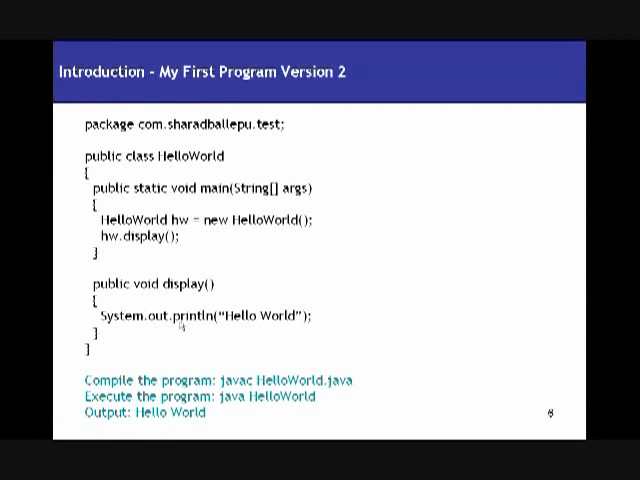 Introduction - My First Program Version 2
package com.sharadballepu.test;
public class HelloWorld
{
public static void main(String[] args)
{
HelloWorld hw = new HelloWorld();
hw.display();
}
public void display()
{
System.out.println("Hello World");
}
}
Compile the program: javac HelloWorld.java
Execute the program: java HelloWorld
Output: Hello World